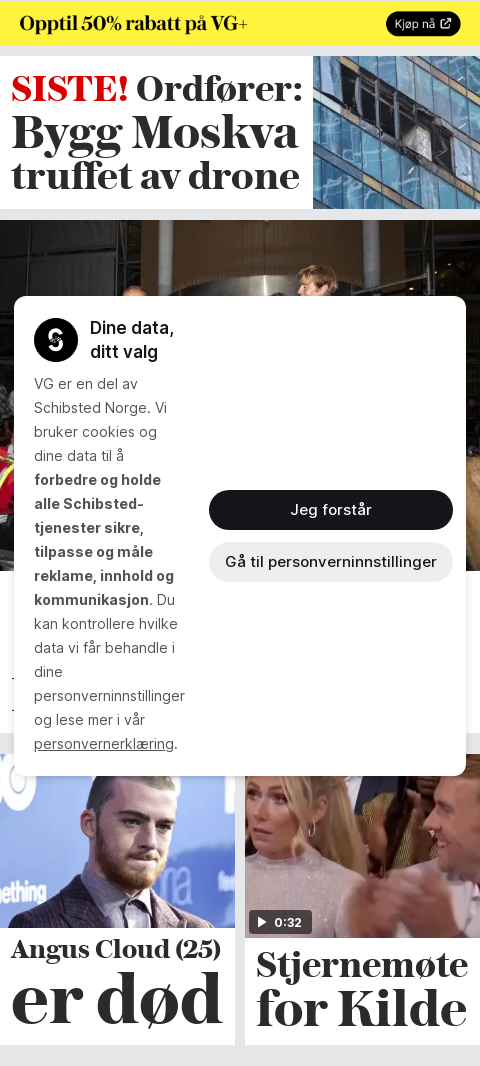 Opptil 50% rabatt på VG+
Kjøp nå
SISTE! Ordfører:
Bygg Moskva
truffet av drone
Dine data,
ditt valg
VG er en del av
Schibsted Norge. Vi
bruker cookies og
dine data til å
forbedre og holde
alle Schibsted-
tjenester sikre,
tilpasse og måle
reklame, innhold og
kommunikasjon. Du
kan kontrollere hvilke
data vi får behandle i
dine
personverninnstillinger
og lese mer i vår
personvernerklæring.
Jeg forstår
Gå til personverninnstillinger
mething
0:32
Angus Cloud (25)
er død
Stjernemøte
for Kilde